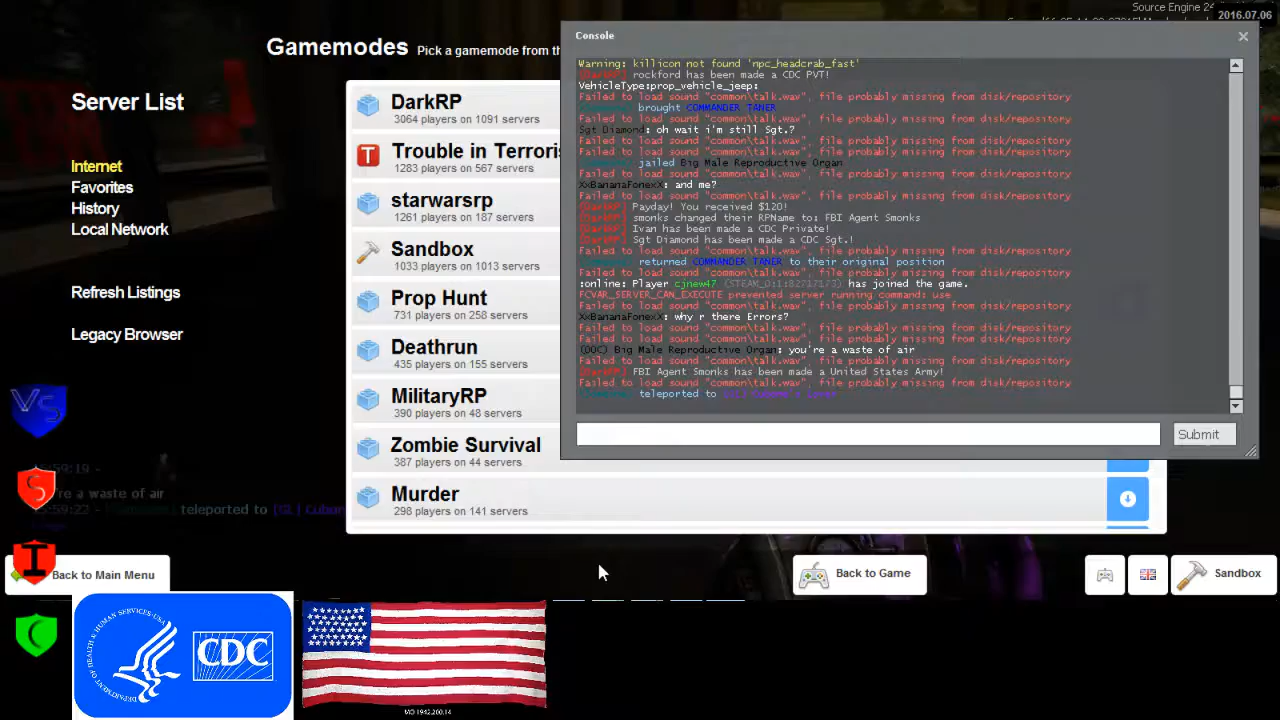 Source Engine 24
2016.07.06
Gamemodes Pick a gamemode from th
Server List
Internet
Favorites
History
Local Network
Refresh Listings
Legacy Browser
DarkRP
3064 players on 1091 servers
Trouble in Terroris
1283 players on 567 servers
starwarsrp
1261 players on 187 servers
Sandbox
1033 players on 1013 servers
Prop Hunt
731 players on 258 servers
Deathrun
435 players on 155 servers
MilitaryRP
390 players on 48 servers
Zombie Survival
387 players on 44 servers
Murder
298 players on 141 servers
Console
Warning: killicon not found 'npc_headcrab_fast'
[DarkRP] rockford has been made a CDC PVT!
VehicleType:prop_vehicle_jeep:
Failed to load sound "common\talk.wav", file probably missing from disk/repository
brought COMMANDER TANER
Failed to load sound "common\talk.wav", file probably missing from disk/repository
Sgt Diamond: oh wait i'm still Sgt.?
Failed to load sound "common\talk.wav", file probably missing from disk/repository
jailed Big Male Reproductive Organ
Failed to load sound "common\talk.wav", file probably missing from disk/repository
XxBananaFonexX: and me?
Failed to load sound "common\talk.wav", file probably missing from disk/repository
[DarkRP] Payday! You received $120!
[DarkRP] smonks changed their RPName to: FBI Agent Smonks
[DarkRP] Ivan has been made a CDC Private!
[DarkRP] Sgt Diamond has been made a CDC Sgt.!
Failed to load sound "common\talk.wav", file probably missing from disk/repository
returned COMMANDER TANER to their original position
Failed to load sound "common\talk.wav", file probably missing from disk/repository
:online: Player cjnew47 (STEAM_0:1:82717173) has joined the game.
FCVAR_SERVER_CAN_EXECUTE prevented server running command: use
Failed to load sound "common\talk.wav", file probably missing from disk/repository
XxBananaFonexX: why r there Errors?
Failed to load sound "common\talk.wav", file probably missing from disk/repository
Failed to load sound "common\talk.wav", file probably missing from disk/repository
(OOC) Big Male Reproductive Organ: you're a waste of air
Failed to load sound "common\talk.wav", file probably missing from disk/repository
[DarkRP] FBI Agent Smonks has been made a United States Army!
Failed to load sound "common\talk.wav", file probably missing from disk/repository
teleported to
Submit
VS
S
I
C
:59:19 -
're a waste of air
:59:22 - teleported to [GL] Cubon
Back to Main Menu
Back to Game
Sandbox
DEPARTMENT OF HEALTH & HUMAN SERVICES·USA
CDC